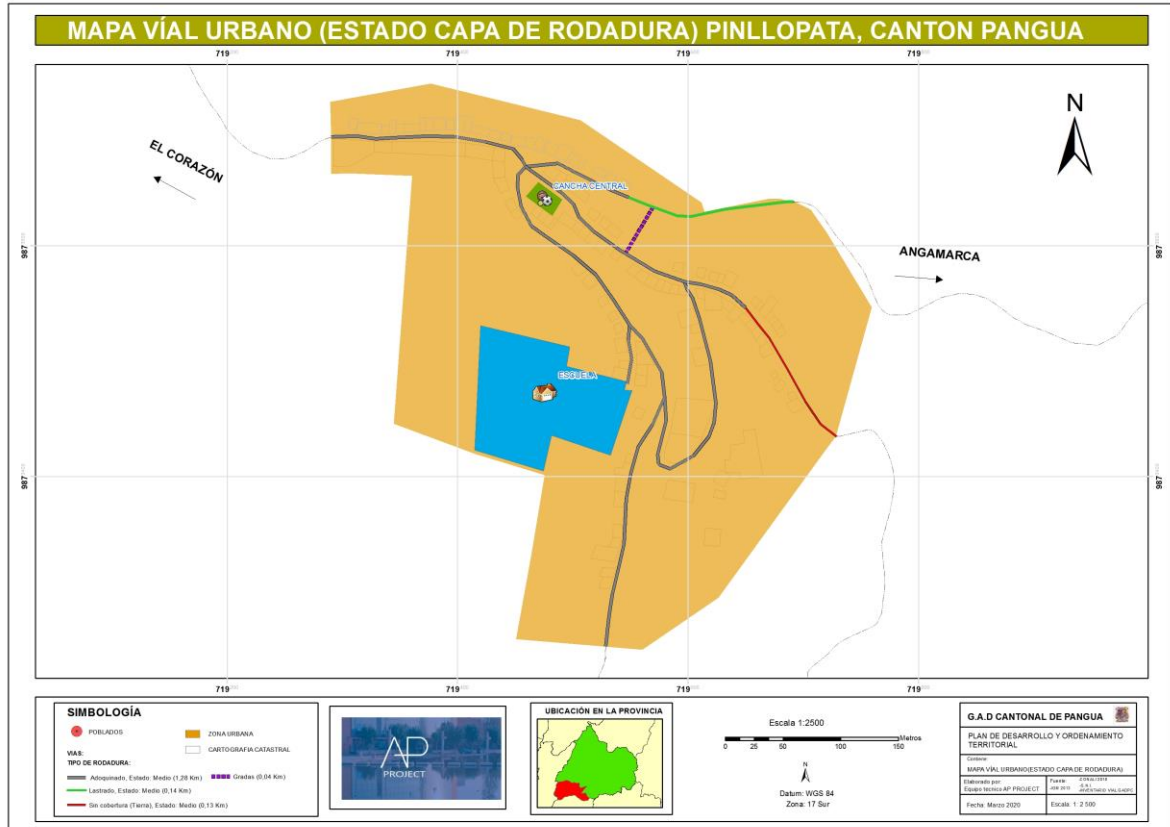 MAPA VÍAL URBANO (ESTADO CAPA DE RODADURA) PINLLOPATA, CANTON PANGUA
719 719 719 719
N
EL CORAZÓN
CANCHA CENTRAL
987 987
ANGAMARCA
ESCUELA
987 987
719 719 719 719
SIMBOLOGÍA
POBLADOS
ZONA URBANA
CARTOGRAFIA CATASTRAL
VIAS:
TIPO DE RODADURA:
Adoquinado, Estado: Medio (1,28 Km)
Gradas (0,04 Km)
Lastrado, Estado: Medio (0,14 Km)
Sin cobertura (Tierra), Estado: Medio (0,13 Km)
AP
PROJECT
UBICACIÓN EN LA PROVINCIA
Escala 1:2500
Metros
0 25 50 100 150
N
Datum: WGS 84
Zona: 17 Sur
G.A.D CANTONAL DE PANGUA
PLAN DE DESARROLLO Y ORDENAMIENTO
TERRITORIAL
Contiene:
MAPA VÍAL URBANO(ESTADO CAPA DE RODADURA)
Elaborado por:
Equipo técnico AP PROJECT
Fuente:
Fecha: Marzo 2020
Escala: 1: 2 500